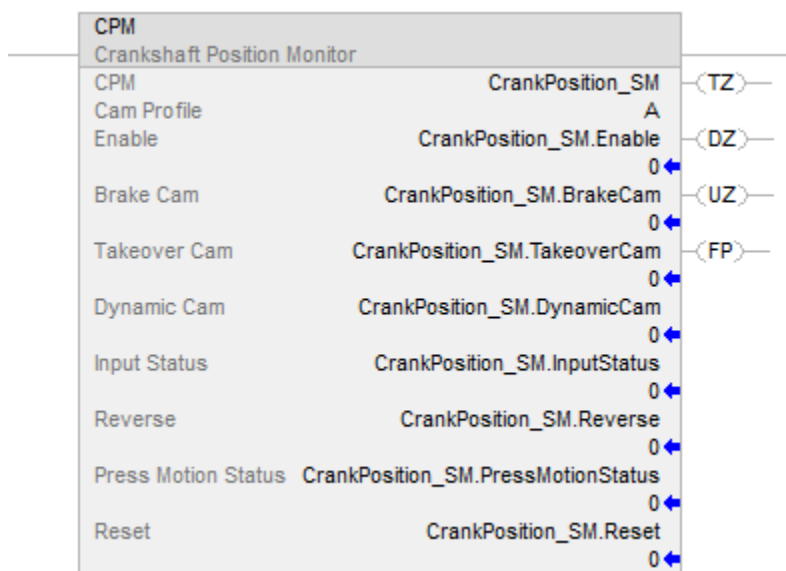 CPM
Crankshaft Position Monitor
CPM CrankPosition_SM (TZ)
Cam Profile A
Enable CrankPosition_SM.Enable (DZ)
0
Brake Cam CrankPosition_SM.BrakeCam (UZ)
0
Takeover Cam CrankPosition_SM.TakeoverCam (FP)
0
Dynamic Cam CrankPosition_SM.DynamicCam
0
Input Status CrankPosition_SM.InputStatus
0
Reverse CrankPosition_SM.Reverse
0
Press Motion Status CrankPosition_SM.PressMotionStatus
0
Reset CrankPosition_SM.Reset
0